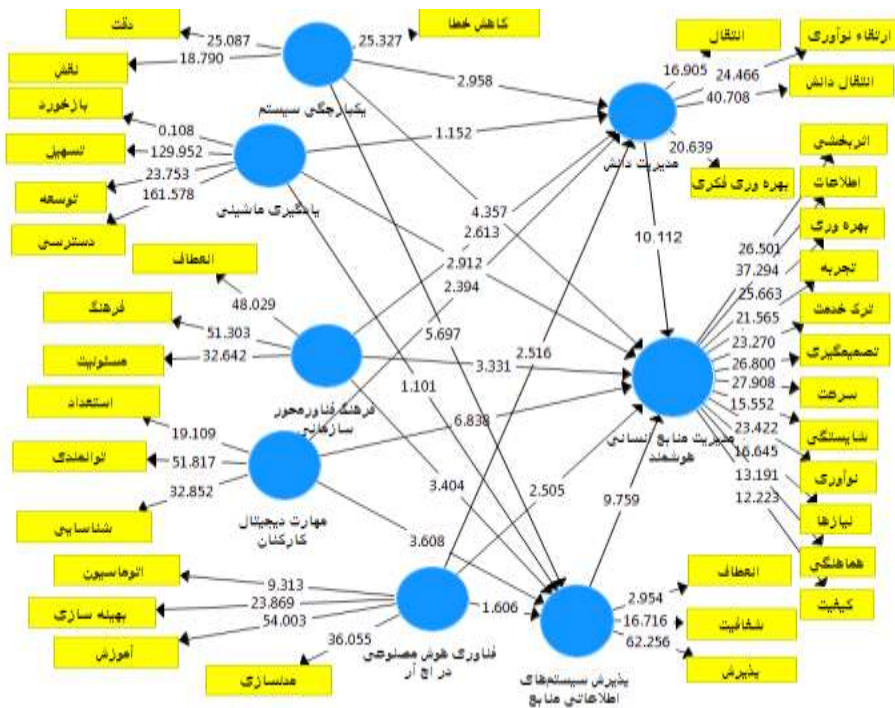 دقت
25.087
18.790
نقش
کاهش خطا
25.327
یکپارچگی سیستم
بازخورد
0.108
تسهیل
129.952
توسعه
23.753
161.578
دسترسی
یادگیری ماشینی
انعطاف
48.029
فرهنگ
51.303
مسئولیت
32.642
فرهنگ فناورمحور
سازمانی
استعداد
19.109
توانمندی
51.817
32.852
شناسایی
مهارت دیجیتال
کارکنان
اتوماسیون
9.313
بهینه سازی
23.869
آموزش
54.003
36.055
مدلسازی
فناوری هوش مصنوعی
در اچ آر
2.958
1.152
4.357
2.613
2.912
2.394
5.697
2.516
1.101
3.331
6.838
3.404
2.505
3.608
1.606
10.112
9.759
انتقال
16.905
ارتقاء نوآوری
24.466
انتقال دانش
40.708
20.639
بهره وری فکری
مدیریت دانش
اثربخشی
اطلاعات
بهره وری
تجربه
ترک خدمت
تصمیمگیری
سرعت
شایستگی
نوآوری
نیازها
هماهنگی
کیفیت
26.501
37.294
25.663
21.565
23.270
26.800
27.908
15.552
23.422
16.645
13.191
12.223
مدیریت منابع انسانی
هوشمند
انعطاف
2.954
شفافیت
16.716
62.256
پذیرش
پذیرش سیستم‌های
اطلاعاتی منابع